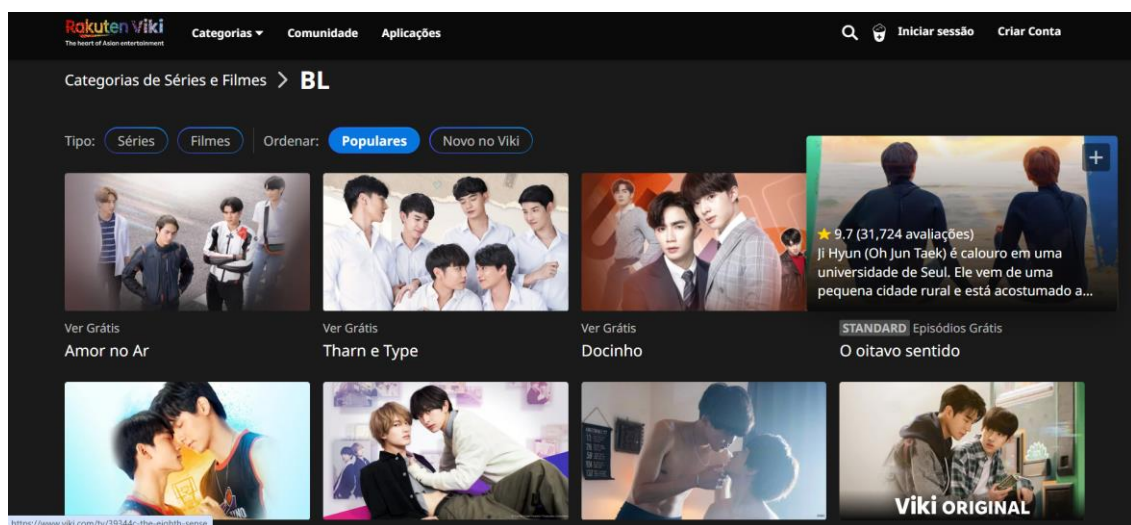 Rakuten Viki
The heart of Asian entertainment
Categorias ▾ Comunidade Aplicações
Iniciar sessão Criar Conta
Categorias de Séries e Filmes > BL
Tipo: Séries Filmes Ordenar: Populares Novo no Viki
9.7 (31,724 avaliações)
Ji Hyun (Oh Jun Taek) é calouro em uma
universidade de Seul. Ele vem de uma
pequena cidade rural e está acostumado a...
Ver Grátis
Amor no Ar
Ver Grátis
Tharn e Type
Ver Grátis
Docinho
STANDARD Episódios Grátis
O oitavo sentido
Viki ORIGINAL
https://www.viki.com/tv/39344c-the-eighth-sense